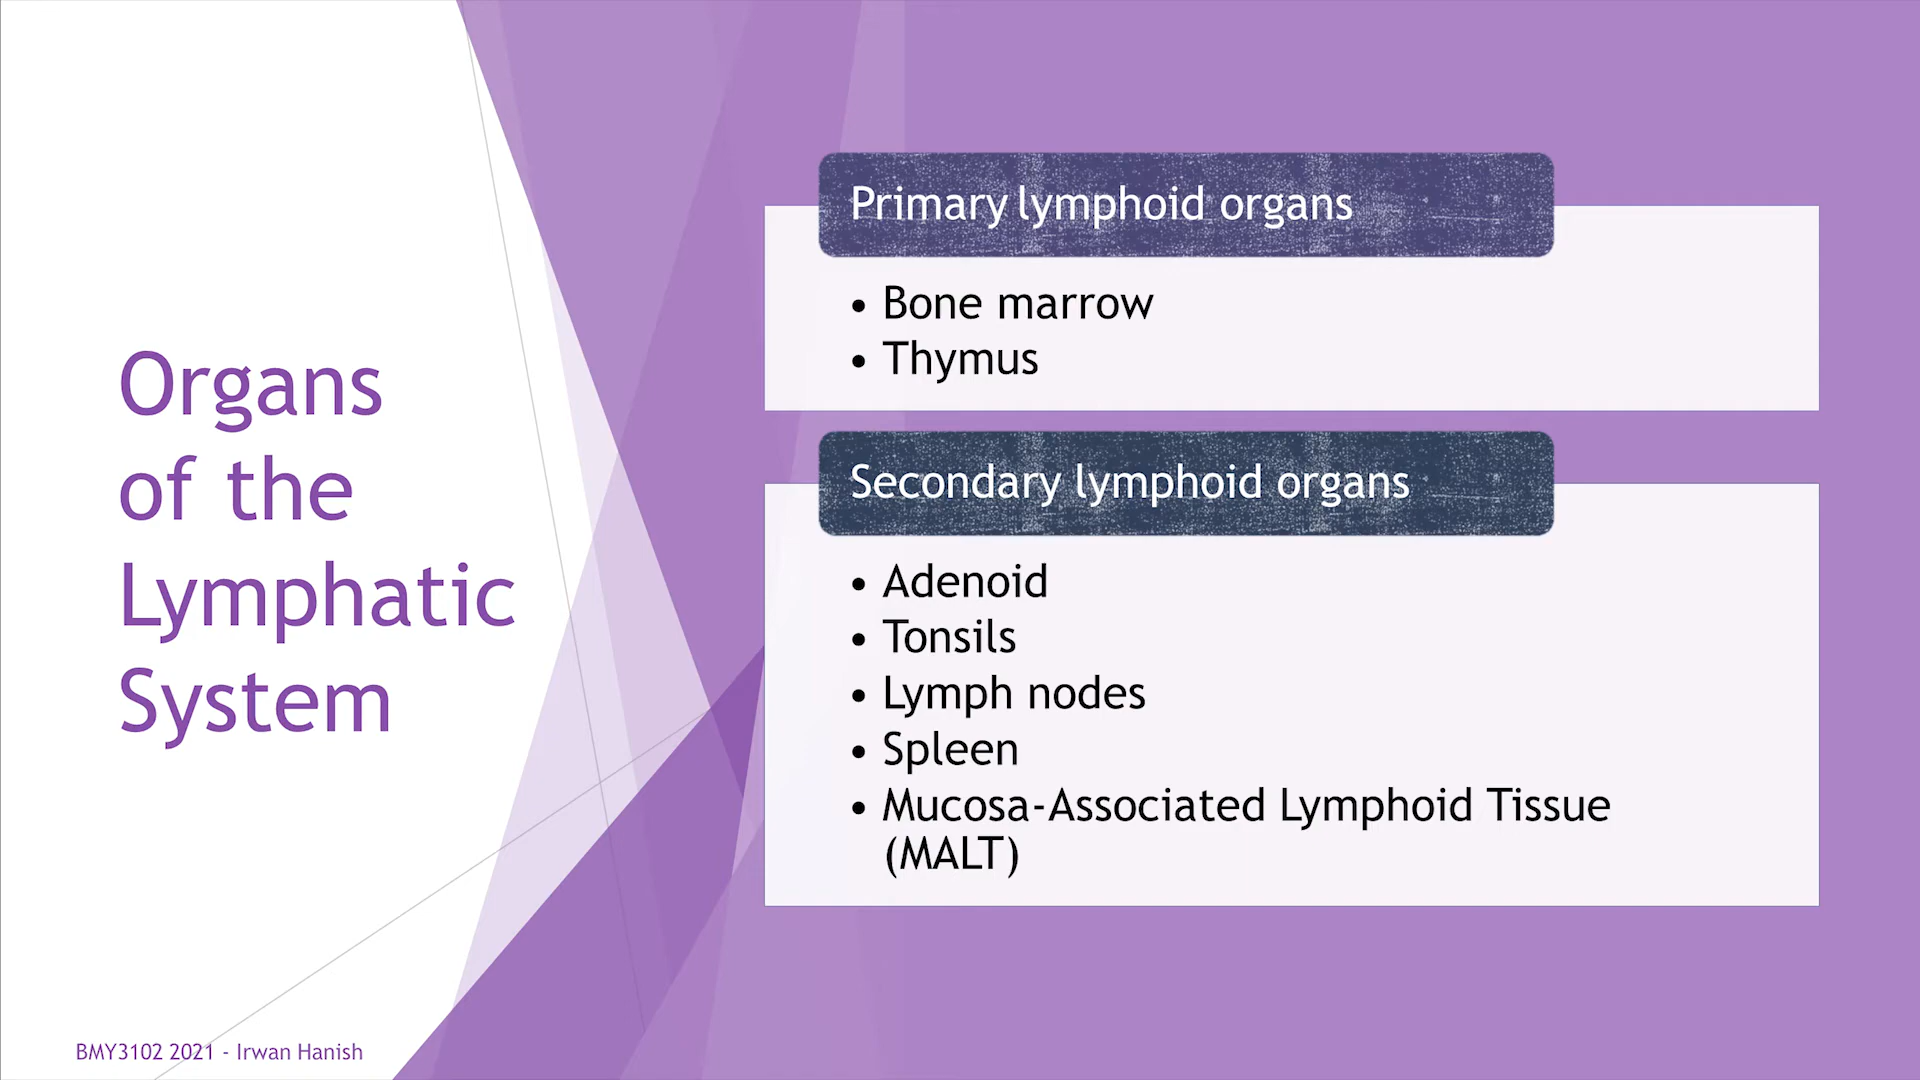 Organs
of the
Lymphatic
System
Primary lymphoid organs
• Bone marrow
• Thymus
Secondary lymphoid organs
• Adenoid
• Tonsils
• Lymph nodes
• Spleen
• Mucosa-Associated Lymphoid Tissue
(MALT)
BMY3102 2021 - Irwan Hanish